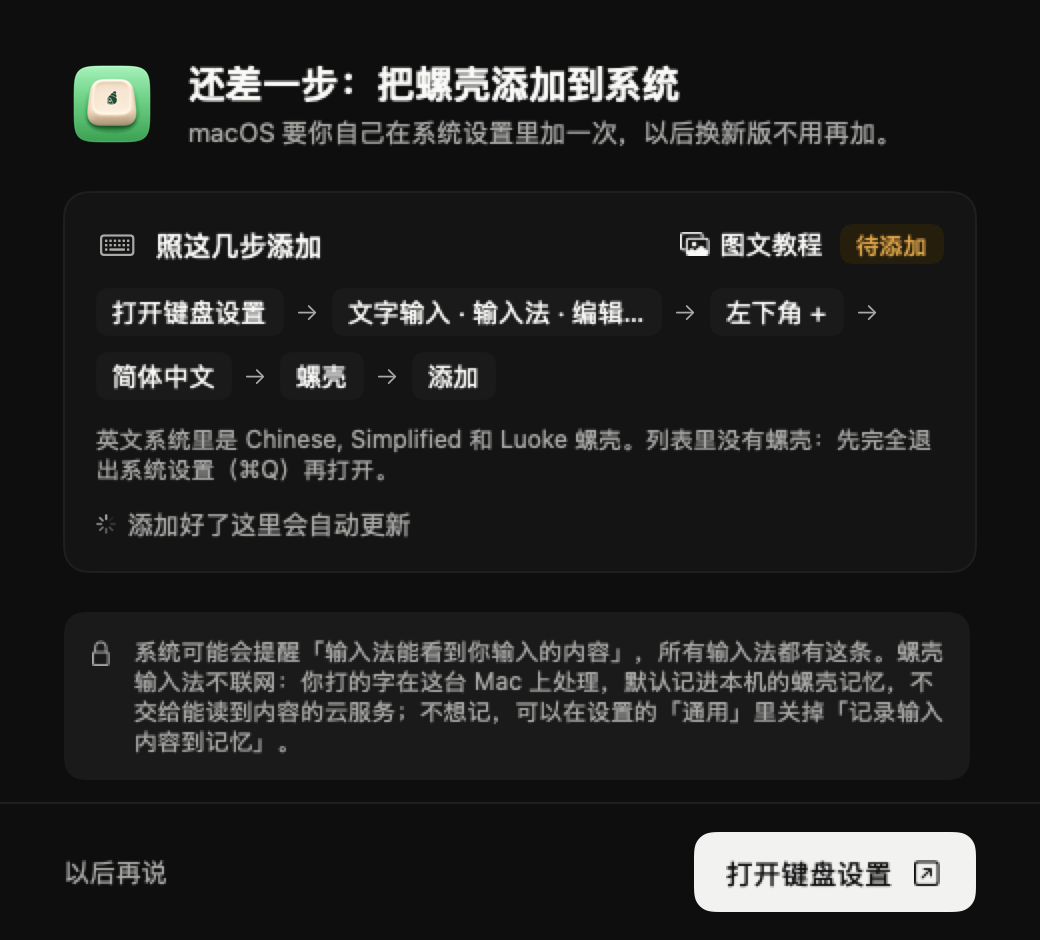 还差一步：把螺壳添加到系统
macOS 要你自己在系统设置里加一次，以后换新版不用再加。
照这几步添加
图文教程
待添加
打开键盘设置 → 文字输入 · 输入法 · 编辑... → 左下角 + →
简体中文 → 螺壳 → 添加
英文系统里是 Chinese, Simplified 和 Luoke 螺壳。列表里没有螺壳：先完全退
出系统设置（⌘Q）再打开。
添加好了这里会自动更新
系统可能会提醒「输入法能看到你输入的内容」，所有输入法都有这条。螺壳
输入法不联网：你打的字在这台 Mac 上处理，默认记进本机的螺壳记忆，不
交给能读到内容的云服务；不想记，可以在设置的「通用」里关掉「记录输入
内容到记忆」。
以后再说
打开键盘设置